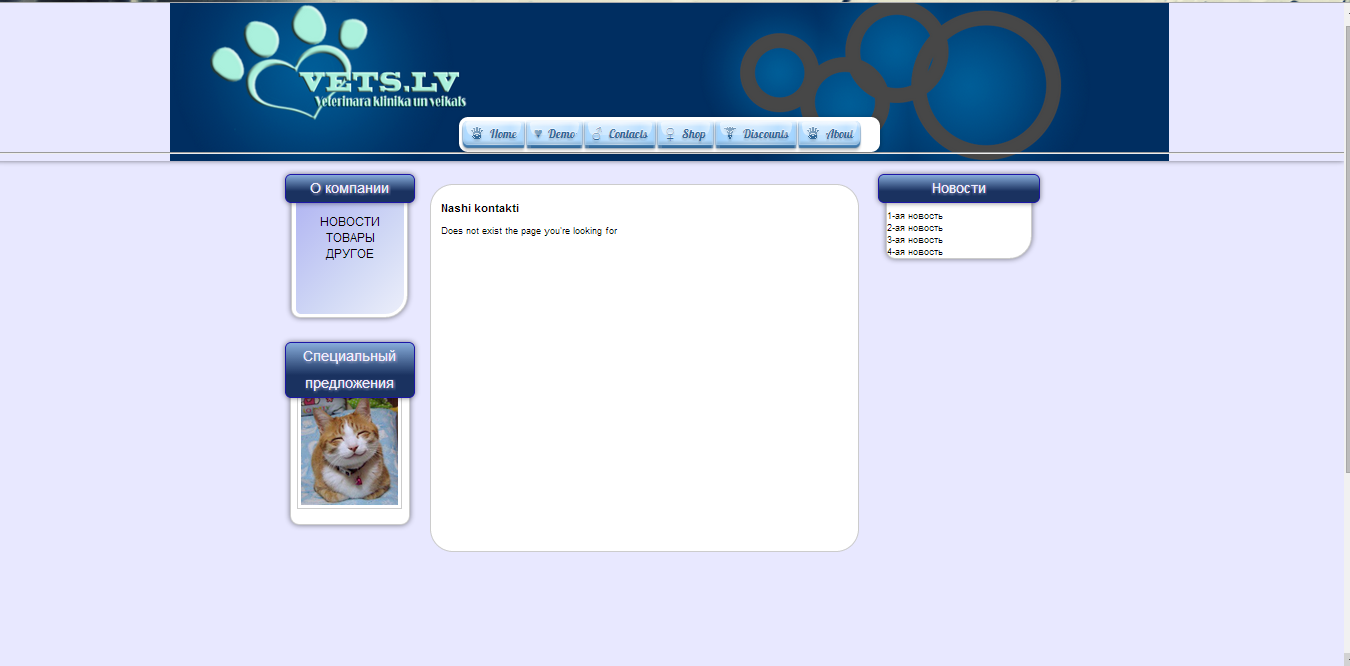 VETS.LV
Veterinara klinika un veikals
Home Demo Contacts Shop Discounts About
О компании
НОВОСТИ
ТОВАРЫ
ДРУГОЕ
Специальный
предложения
Nashi kontakti
Does not exist the page you're looking for
Новости
1-ая новость
2-ая новость
3-ая новость
4-ая новость